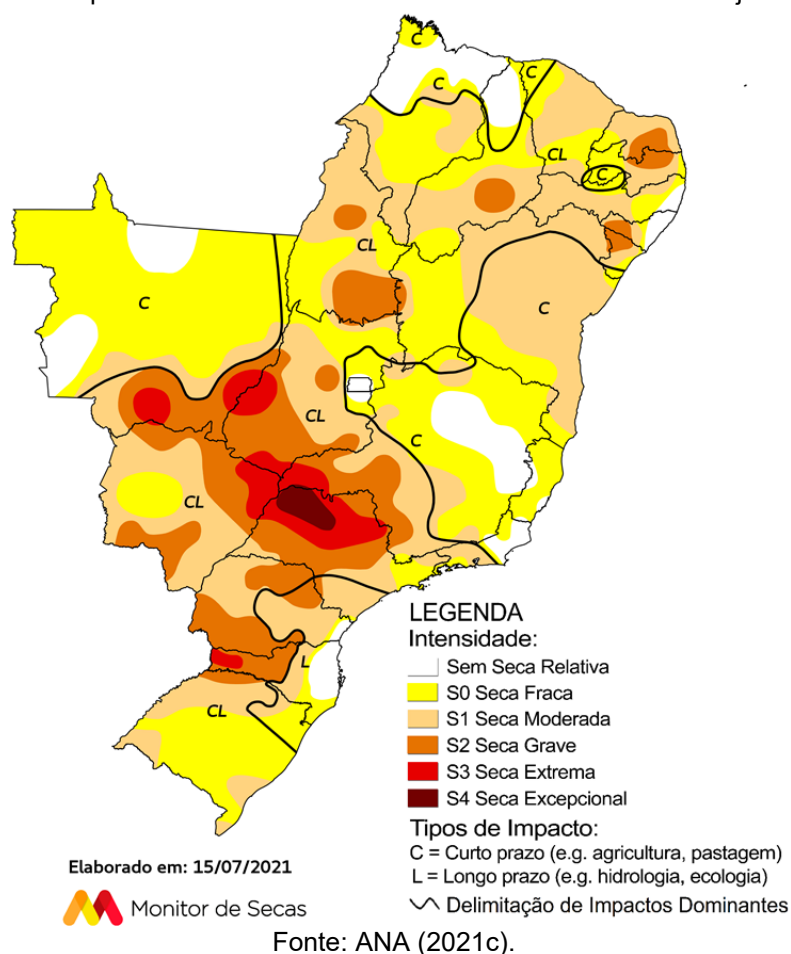 C
C
C
CL
C
CL
C
C
CL
C
CL
L
CL
LEGENDA
Intensidade:
Sem Seca Relativa
S0 Seca Fraca
S1 Seca Moderada
S2 Seca Grave
S3 Seca Extrema
S4 Seca Excepcional
Tipos de Impacto:
C = Curto prazo (e.g. agricultura, pastagem)
L = Longo prazo (e.g. hidrologia, ecologia)
Delimitação de Impactos Dominantes
Elaborado em: 15/07/2021
Monitor de Secas
Fonte: ANA (2021c).